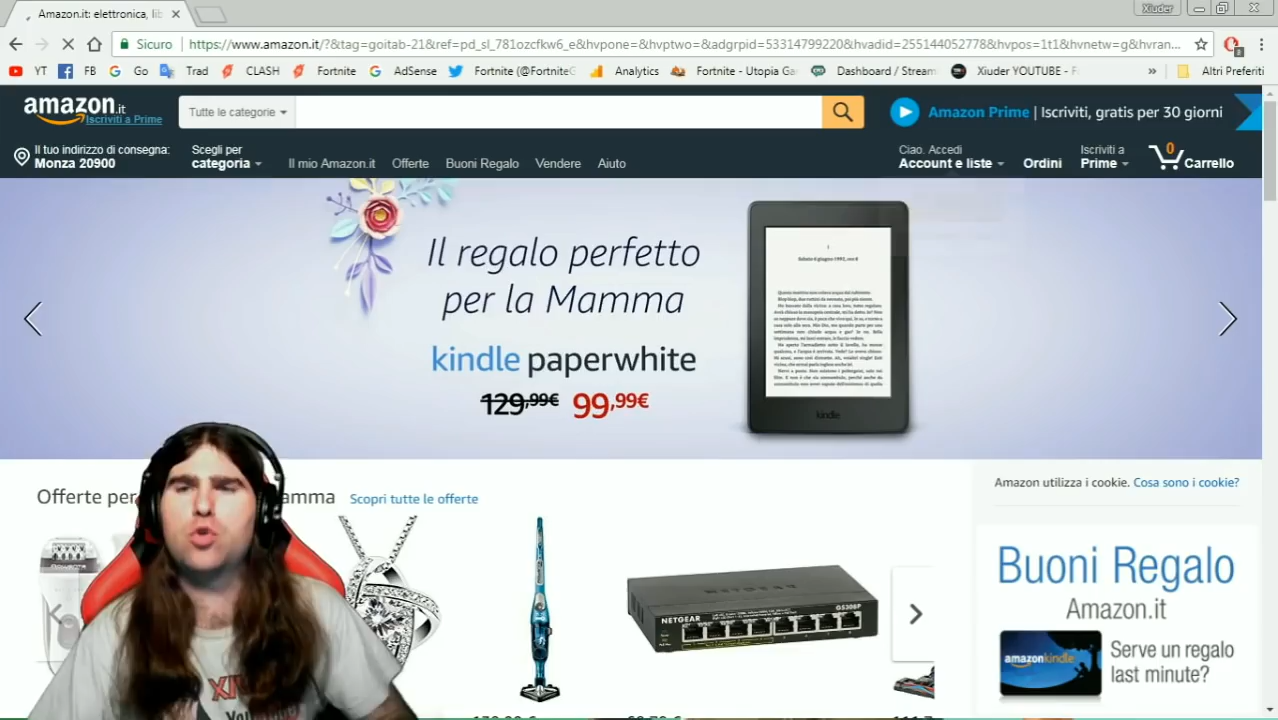 Amazon.it: elettronica, lib
Xiuder
Sicuro
https://www.amazon.it/?&tag=goitab-21&ref=pd_sl_781ozcfkw6_e&hvpone=&hvptwo=&adgrpid=53314799220&hvadid=255144052778&hvpos=1t1&hvnetw=g&hvran...
YT FB Go Trad CLASH Fortnite AdSense Fortnite (@FortniteG Analytics Fortnite - Utopia Ga Dashboard / Stream Xiuder YOUTUBE - F » Altri Preferiti
amazon.it
Iscriviti a Prime
Tutte le categorie
Amazon Prime | Iscriviti, gratis per 30 giorni
Il tuo indirizzo di consegna:
Monza 20900
Scegli per
categoria
Il mio Amazon.it Offerte Buoni Regalo Vendere Aiuto
Ciao. Accedi
Account e liste
Ordini
Iscriviti a
Prime
0
Carrello
Il regalo perfetto
per la Mamma
kindle paperwhite
129,99€ 99,99€
kindle
Offerte per
amma
Scopri tutte le offerte
NETGEAR
GS308P
Amazon utilizza i cookie. Cosa sono i cookie?
Buoni Regalo
Amazon.it
amazonkindle
Serve un regalo
last minute?